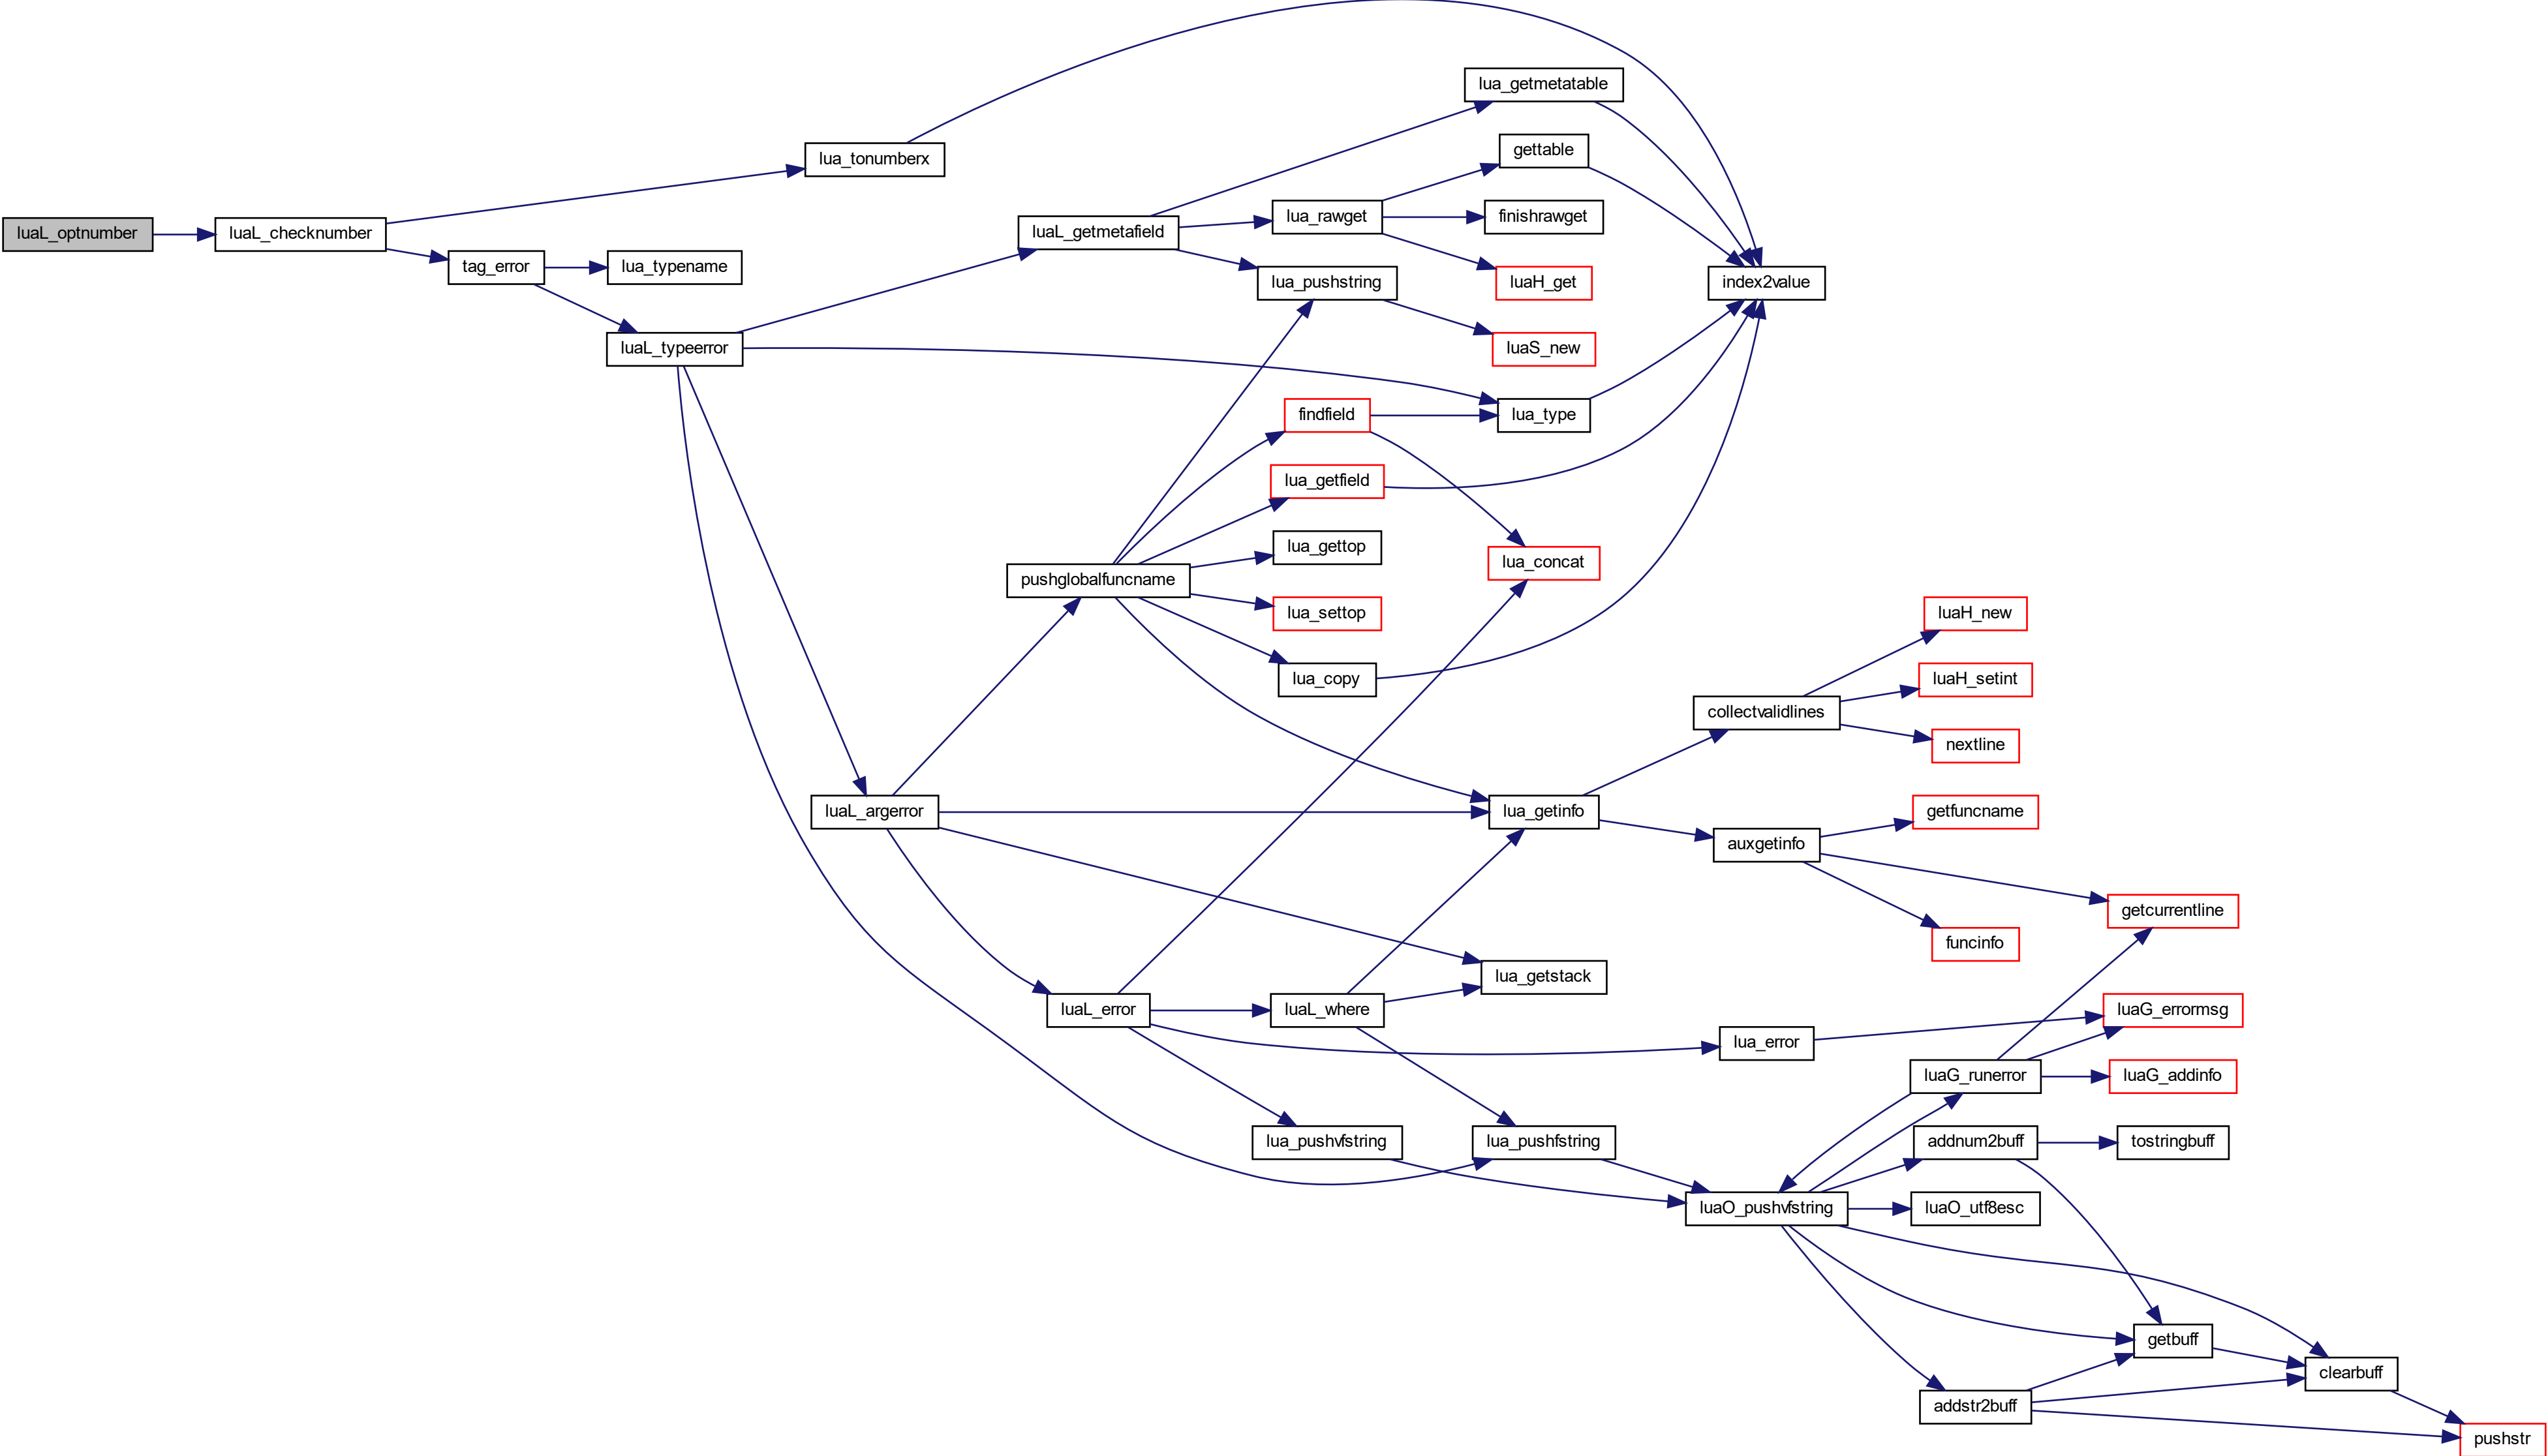 luaL_optnumber
luaL_checknumber
lua_tonumberx
tag_error
lua_typename
luaL_typeerror
luaL_getmetafield
lua_getmetatable
lua_rawget
gettable
finishrawget
luaH_get
lua_pushstring
luaS_new
index2value
findfield
lua_type
lua_getfield
lua_gettop
lua_concat
pushglobalfuncname
lua_settop
lua_copy
luaL_argerror
lua_getinfo
collectvalidlines
luaH_new
luaH_setint
nextline
auxgetinfo
getfuncname
getcurrentline
funcinfo
lua_getstack
luaL_error
luaL_where
lua_error
luaG_errormsg
luaG_runerror
luaG_addinfo
lua_pushvfstring
lua_pushfstring
addnum2buff
tostringbuff
luaO_pushvfstring
luaO_utf8esc
getbuff
clearbuff
addstr2buff
pushstr